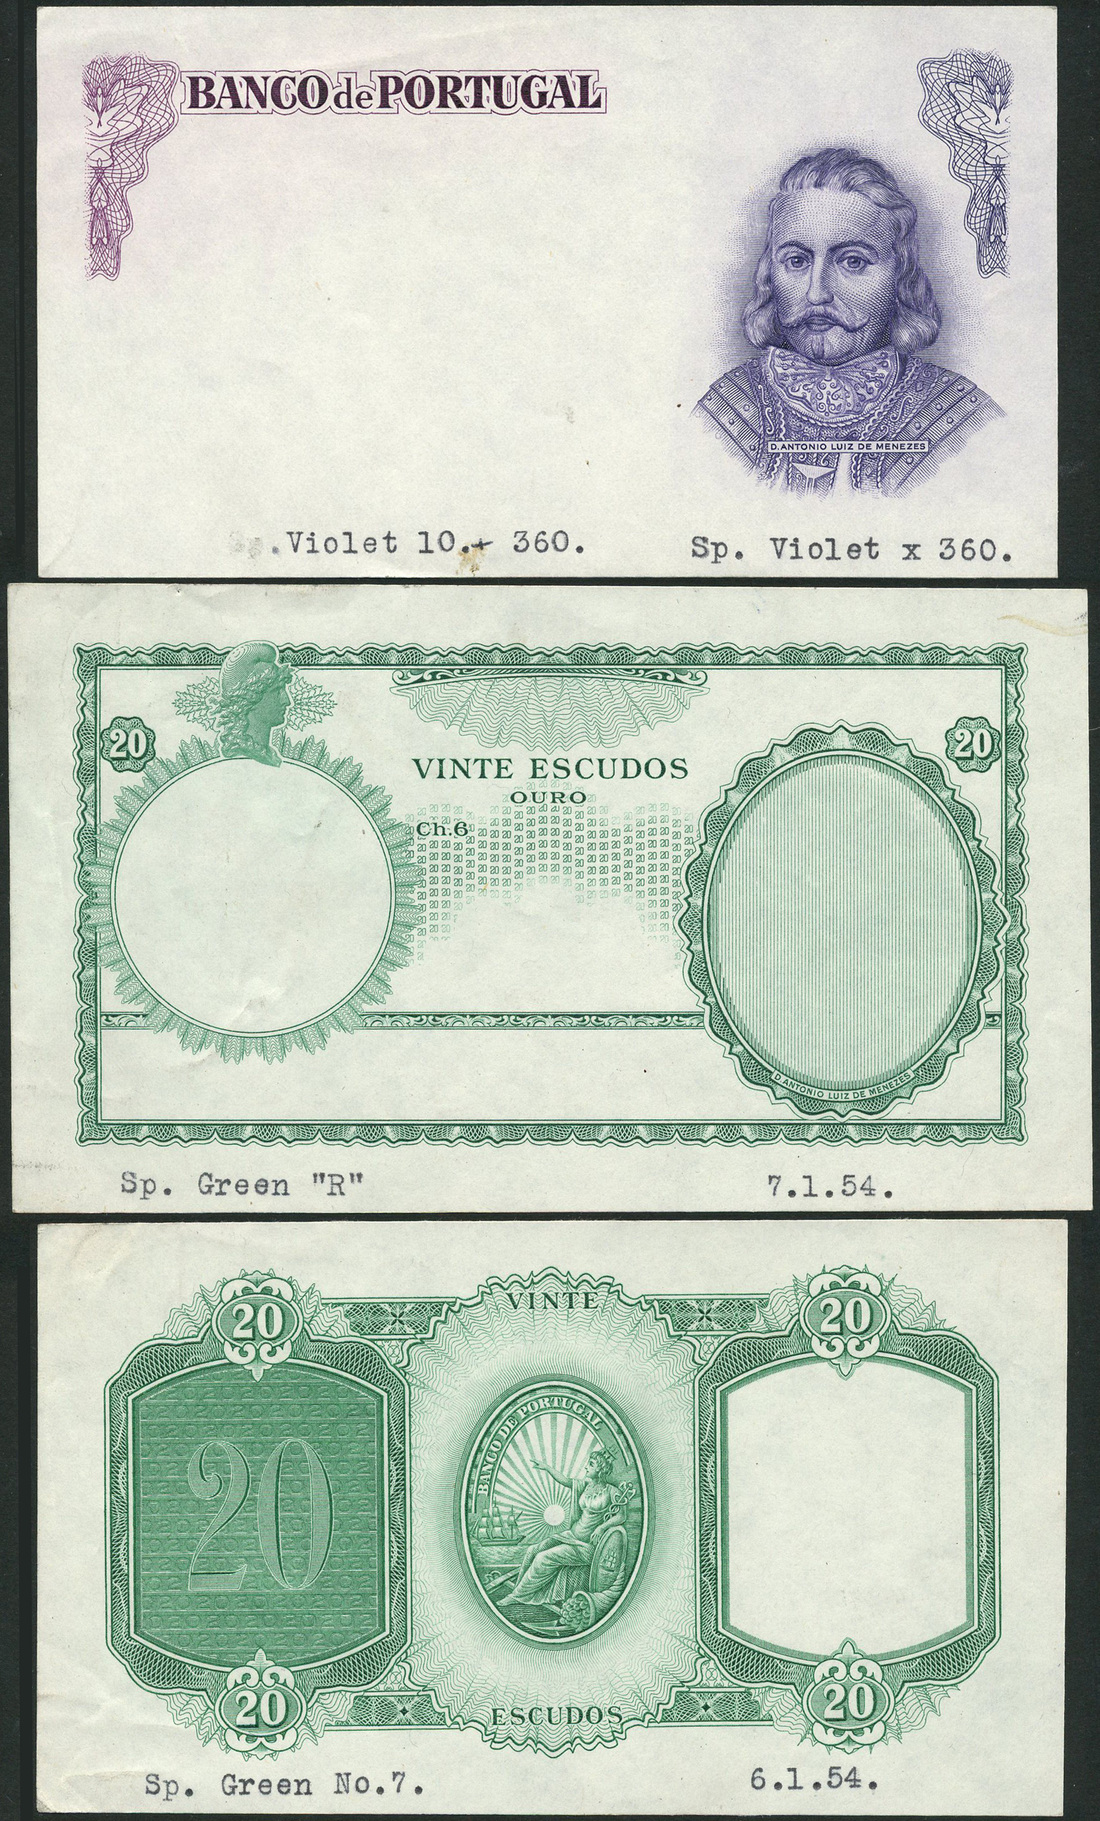 BANCO de PORTUGAL
D. ANTONIO LUIZ DE MENEZES
.Violet 10.+ 360.
Sp. Violet x 360.
20
20
VINTE ESCUDOS
OURO
Ch.6
D. ANTONIO LUIZ DE MENEZES
Sp. Green "R"
7.1.54.
VINTE
20
20
BANCO DE PORTUGAL
20
20
20
ESCUDOS
Sp. Green No.7.
6.1.54.